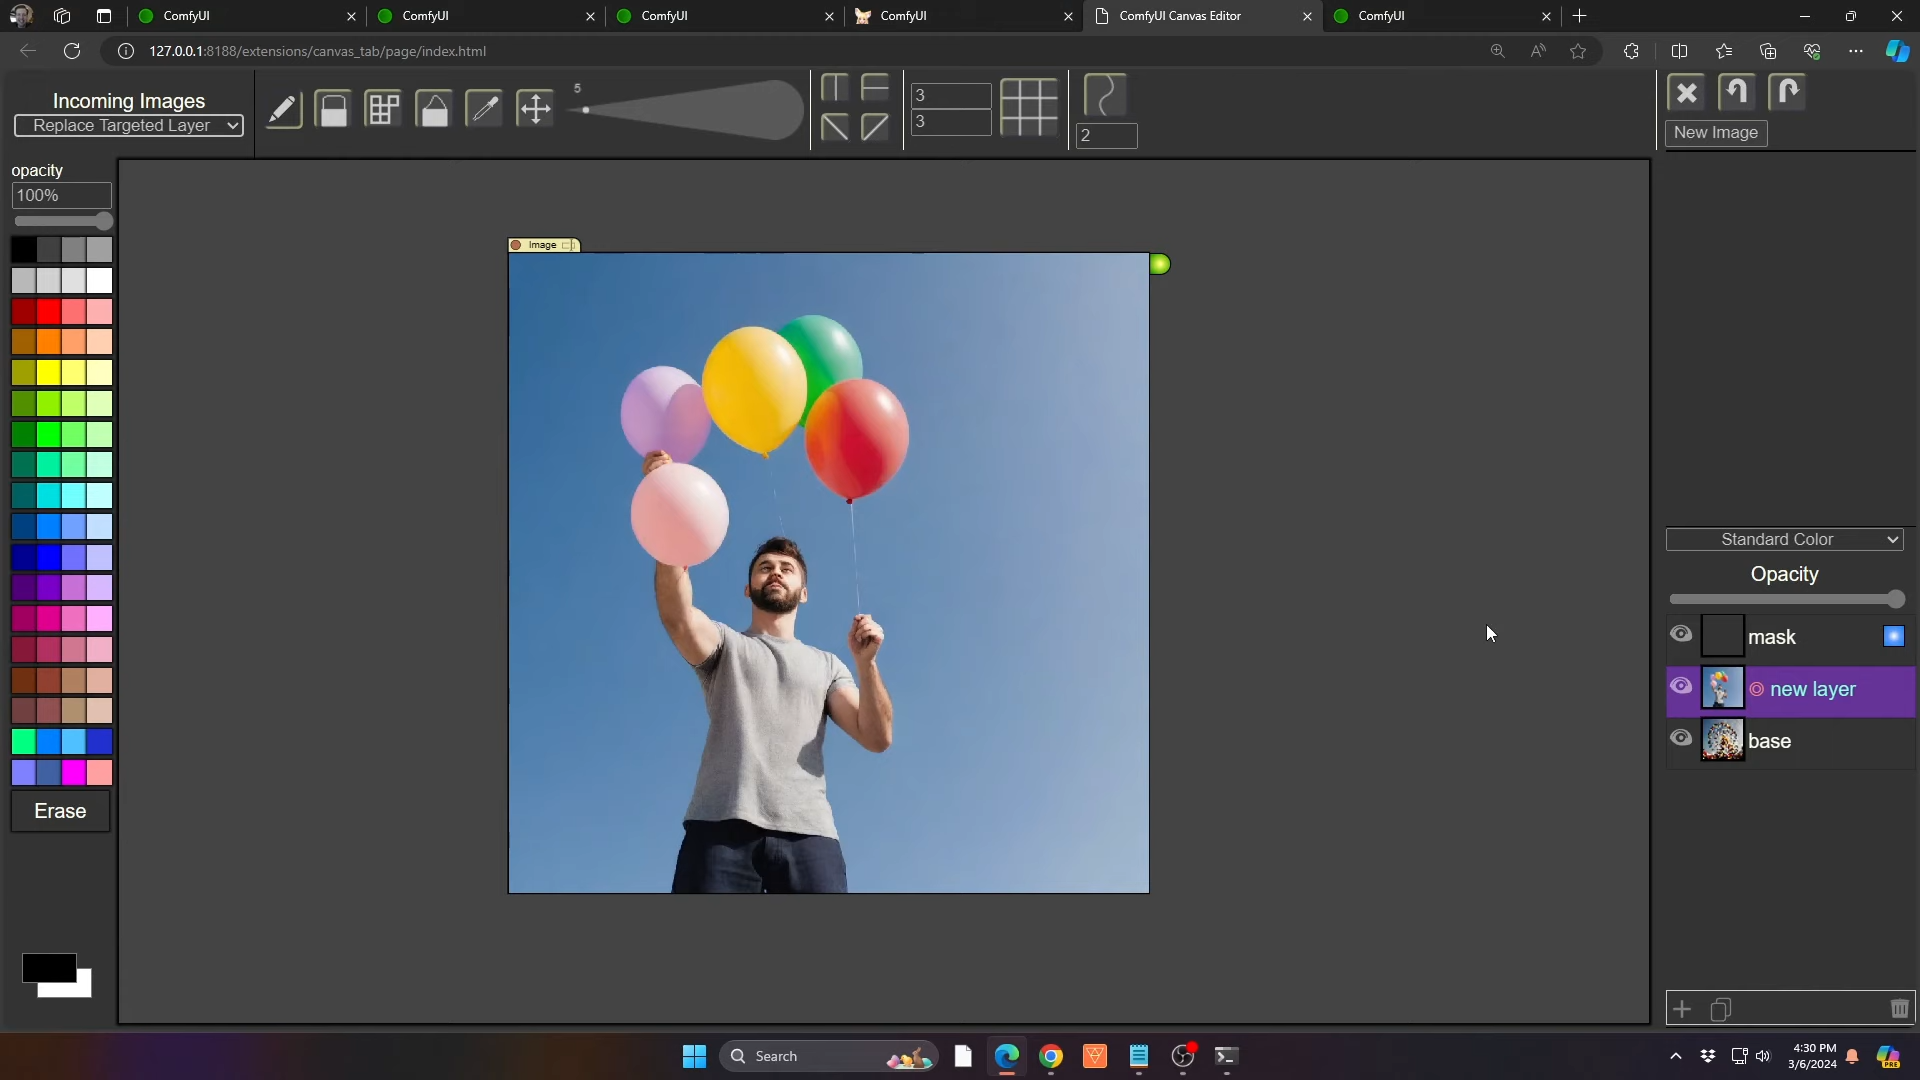 ComfyUI
ComfyUI
ComfyUI
ComfyUI
ComfyUI Canvas Editor
ComfyUI
127.0.0.1:8188/extensions/canvas_tab/page/index.html
Incoming Images
Replace Targeted Layer
5
3
3
2
New Image
opacity
100%
Image
Standard Color
Opacity
mask
new layer
base
Erase
Search
4:30 PM
3/6/2024
PRE